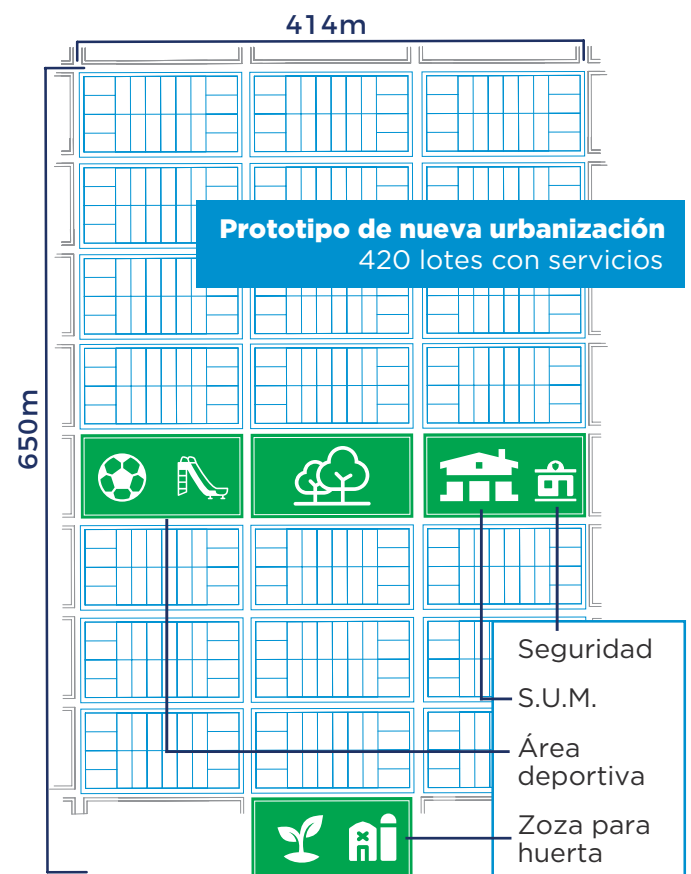 414m
650m
Prototipo de nueva urbanización
420 lotes con servicios
Seguridad
S.U.M.
Área
deportiva
Zoza para
huerta